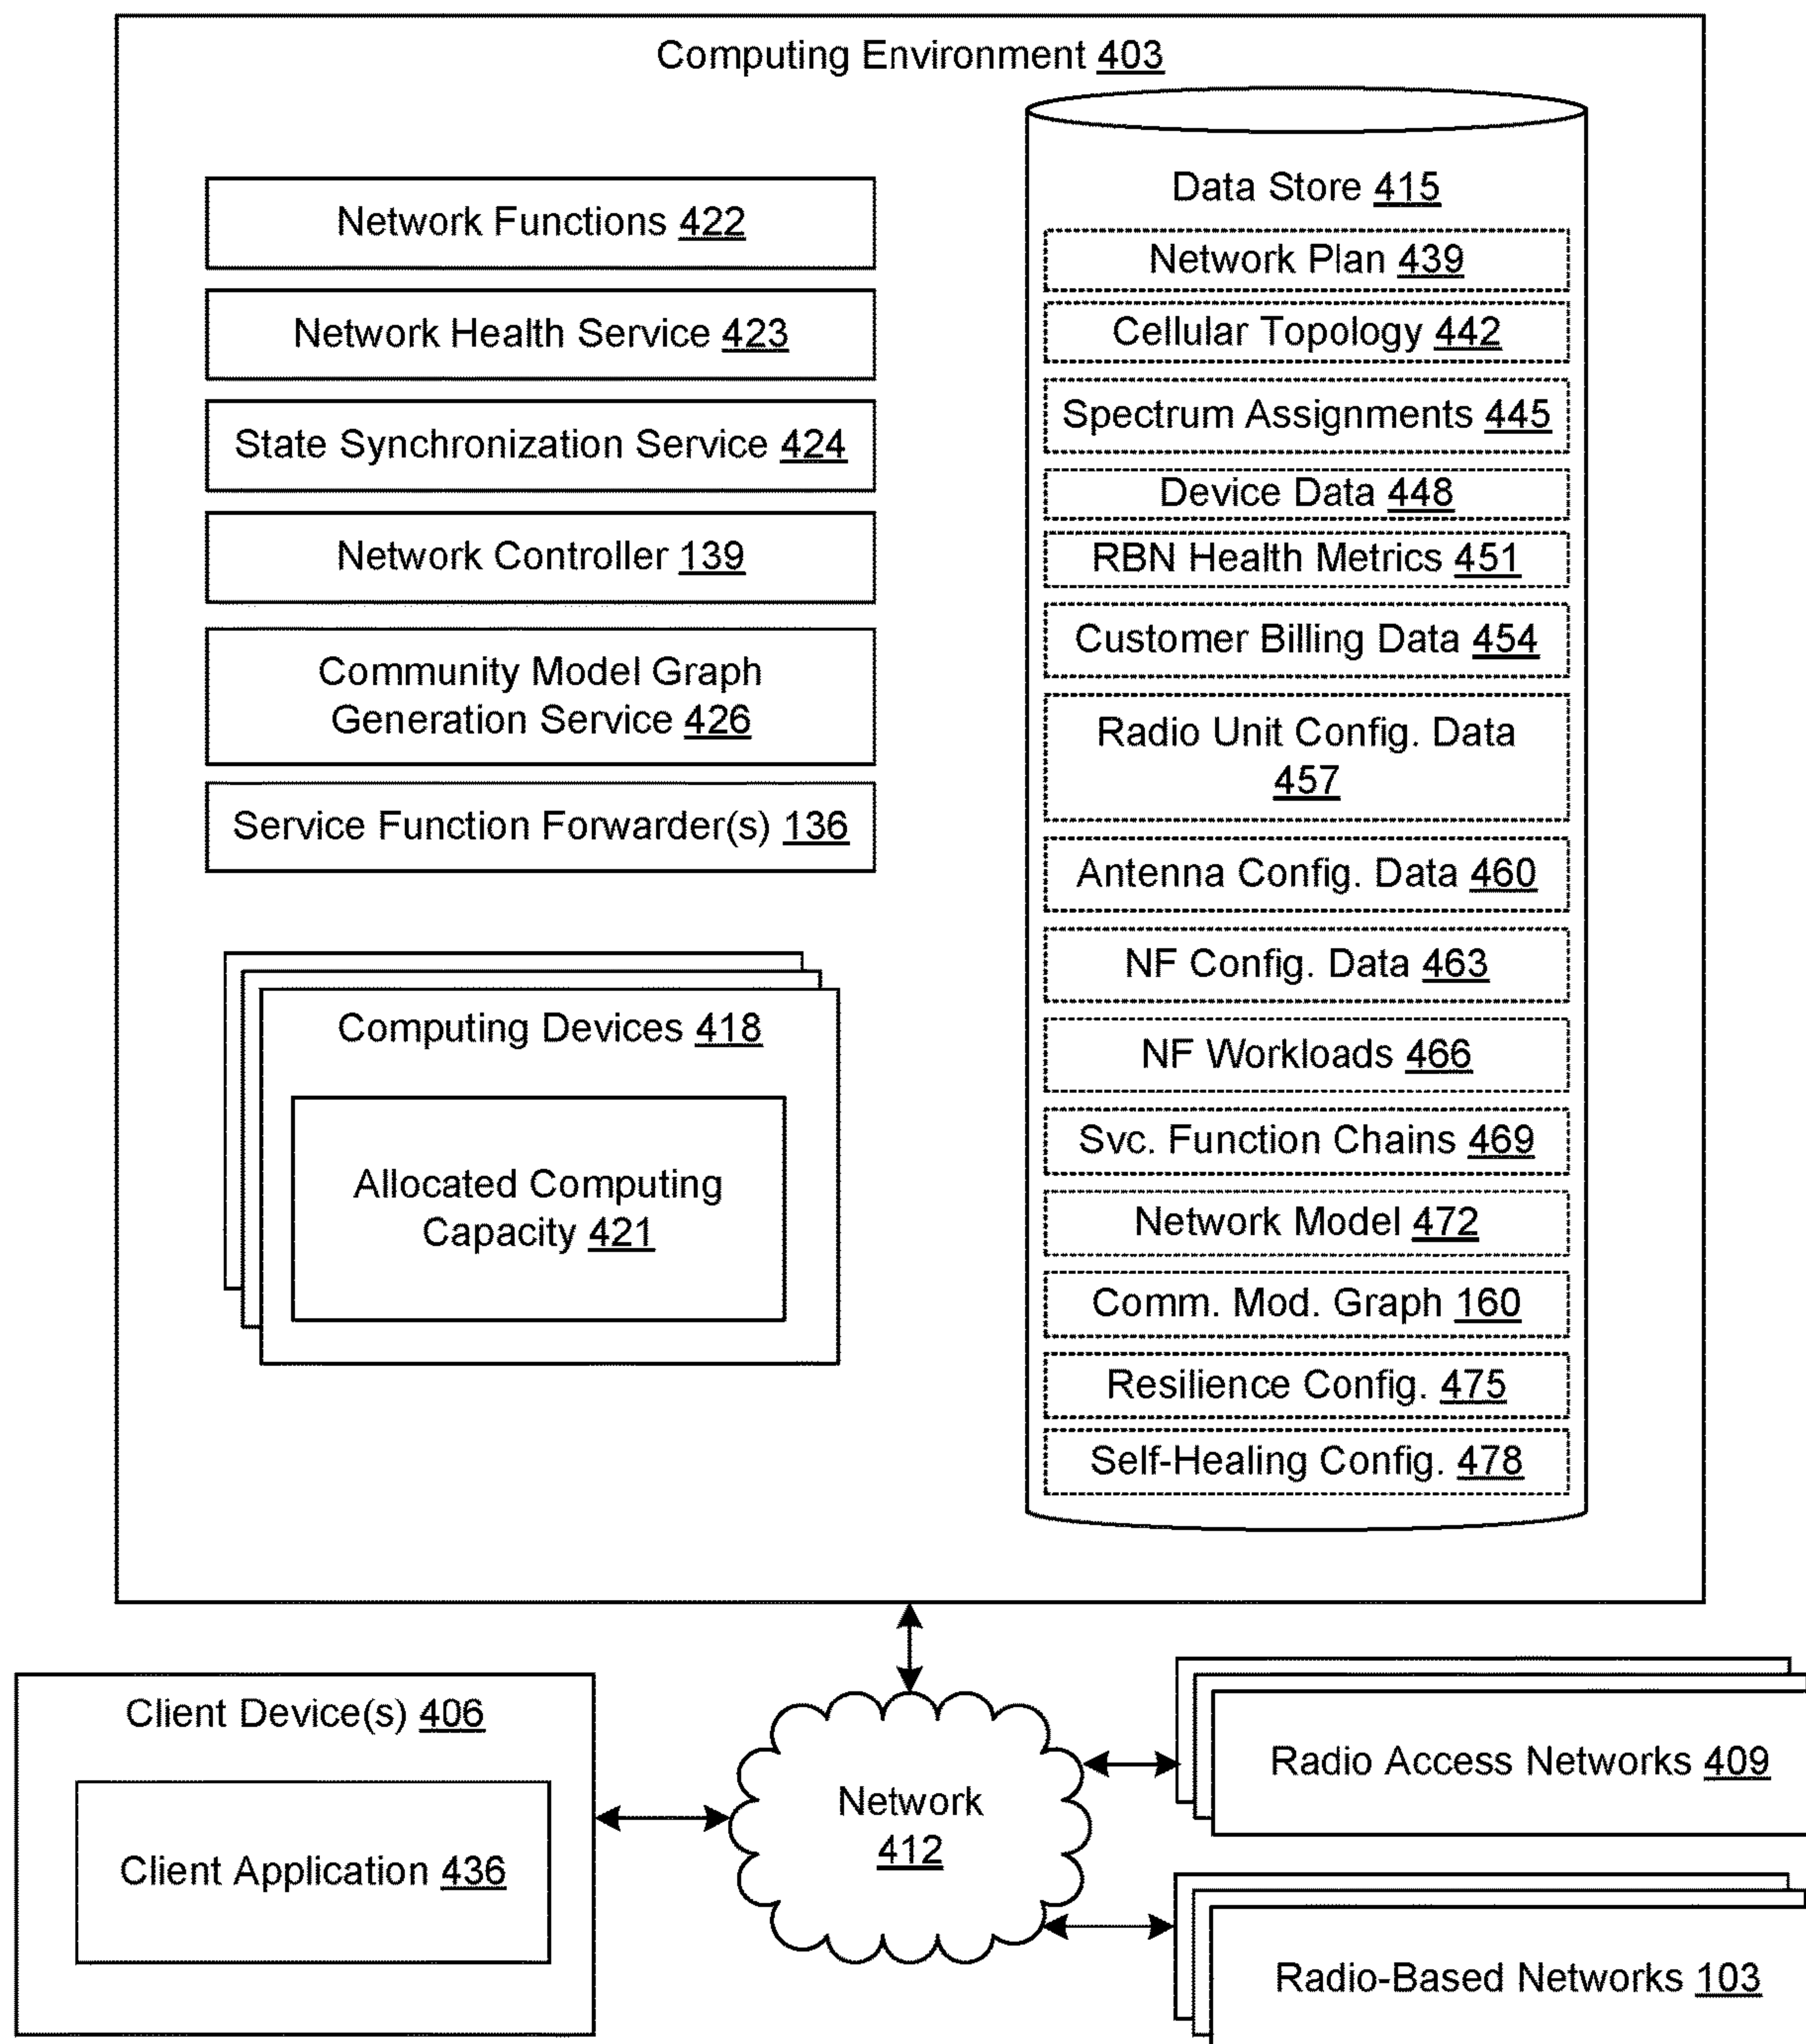 Computing Environment 403
Network Functions 422
Network Health Service 423
State Synchronization Service 424
Network Controller 139
Community Model Graph
Generation Service 426
Service Function Forwarder(s) 136
Computing Devices 418
Allocated Computing
Capacity 421
Data Store 415
Network Plan 439
Cellular Topology 442
Spectrum Assignments 445
Device Data 448
RBN Health Metrics 451
Customer Billing Data 454
Radio Unit Config. Data
457
Antenna Config. Data 460
NF Config. Data 463
NF Workloads 466
Svc. Function Chains 469
Network Model 472
Comm. Mod. Graph 160
Resilience Config. 475
Self-Healing Config. 478
Client Device(s) 406
Client Application 436
Network
412
Radio Access Networks 409
Radio-Based Networks 103